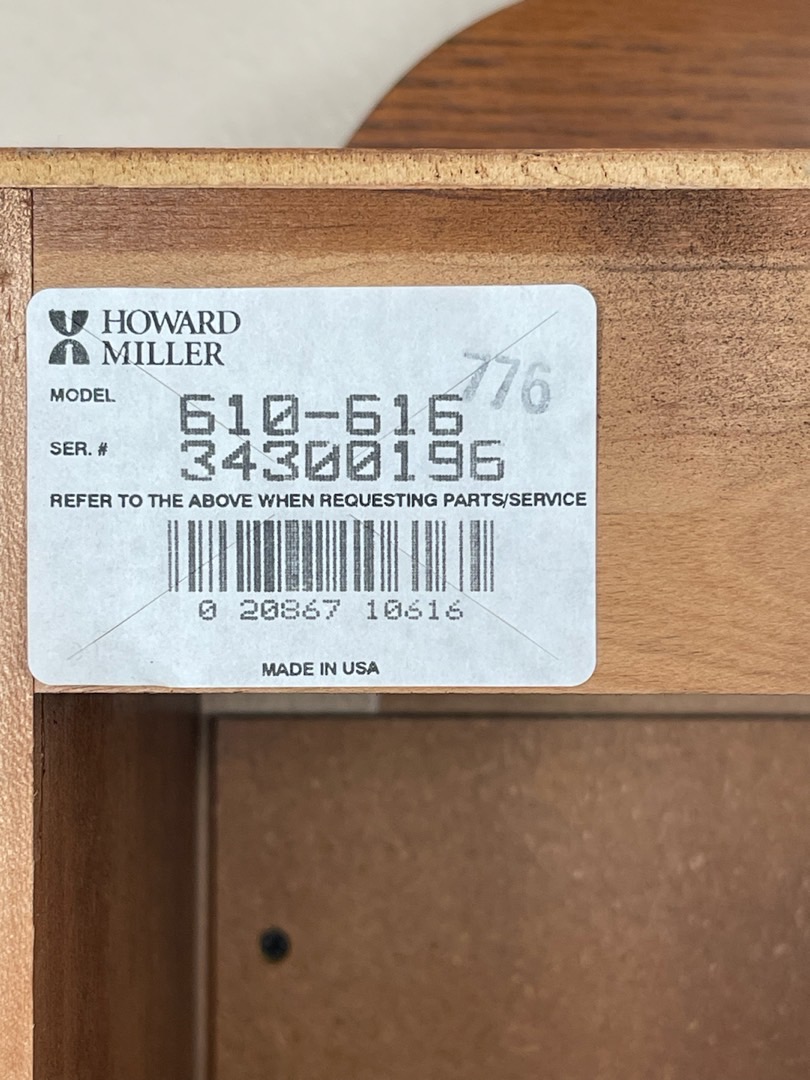 HOWARD
MILLER
776
MODEL 610-616
SER. # 34300196
REFER TO THE ABOVE WHEN REQUESTING PARTS/SERVICE
0 20867 10616
MADE IN USA